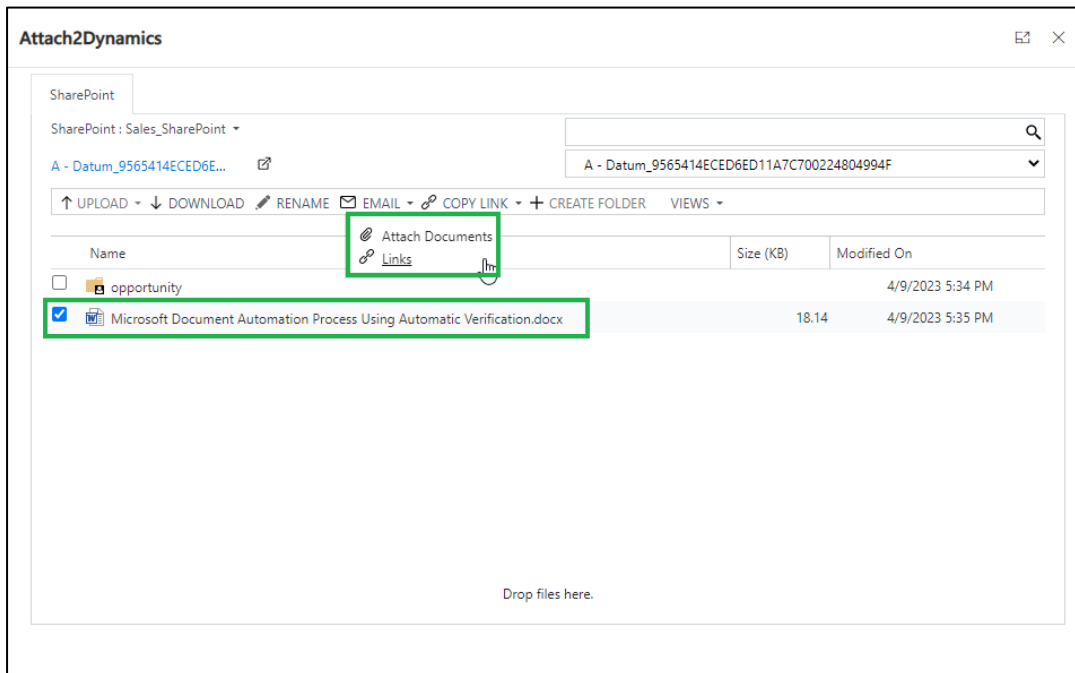 Attach2Dynamics
SharePoint
SharePoint : Sales_SharePoint
A - Datum_9565414ECED6E...
A - Datum_9565414ECED6ED11A7C700224804994F
UPLOAD DOWNLOAD RENAME EMAIL COPY LINK CREATE FOLDER VIEWS
Attach Documents
Links
Name Size (KB) Modified On
opportunity 4/9/2023 5:34 PM
Microsoft Document Automation Process Using Automatic Verification.docx 18.14 4/9/2023 5:35 PM
Drop files here.